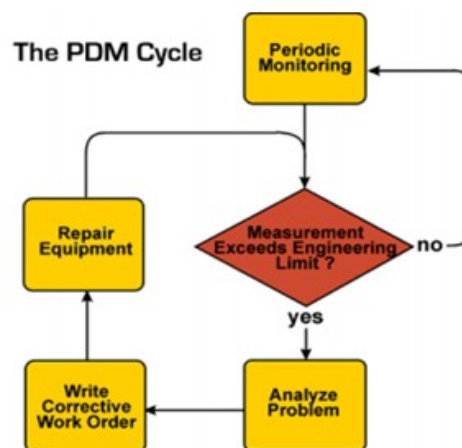 The PDM Cycle
Periodic
Monitoring
Measurement
Exceeds Engineering
Limit ?
no
yes
Analyze
Problem
Write
Corrective
Work Order
Repair
Equipment